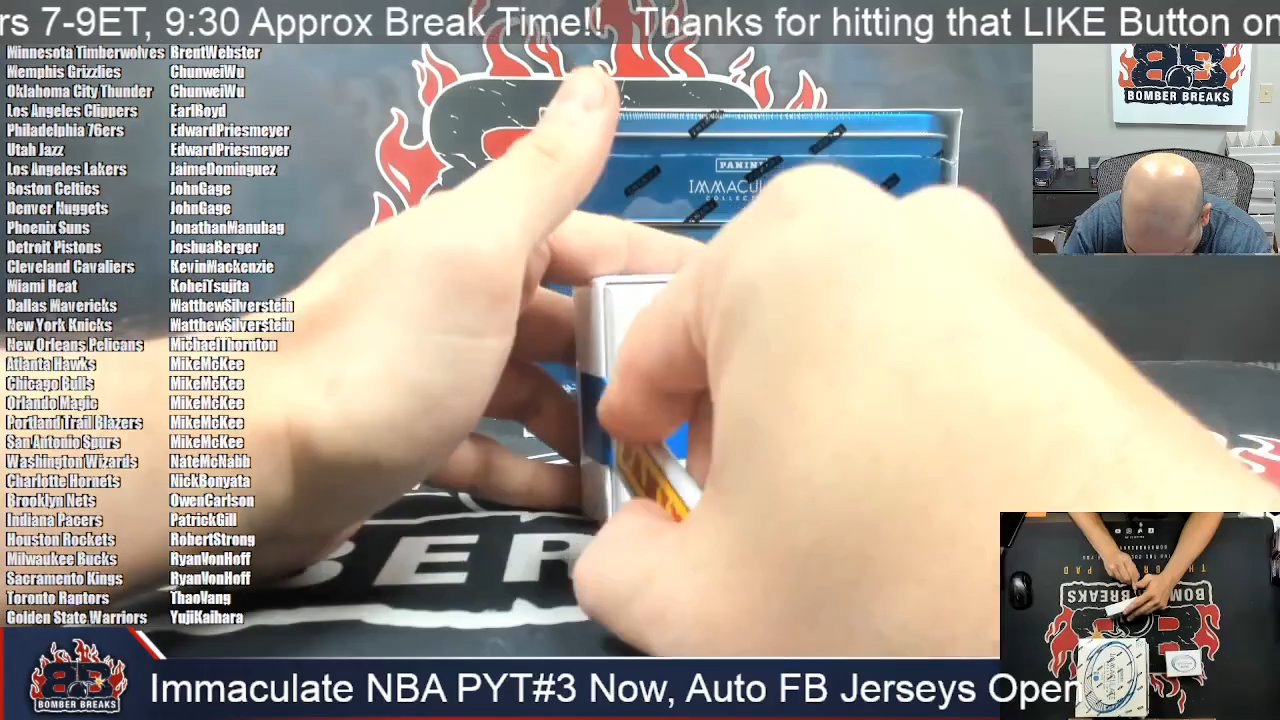 rs 7-9ET, 9:30 Approx Break Time!! Thanks for hitting that LIKE Button on
Minnesota Timberwolves BrentWebster
Memphis Grizzlies ChunweiWu
Oklahoma City Thunder ChunweiWu
Los Angeles Clippers EarlBoyd
Philadelphia 76ers EdwardPriesmeyer
Utah Jazz EdwardPriesmeyer
Los Angeles Lakers JaimeDominguez
Boston Celtics JohnGage
Denver Nuggets JohnGage
Phoenix Suns JonathanManubag
Detroit Pistons JoshuaBerger
Cleveland Cavaliers KevinMackenzie
Miami Heat KoheiTsujita
Dallas Mavericks MatthewSilverstein
New York Knicks MatthewSilverstein
New Orleans Pelicans MichaelThornton
Atlanta Hawks MikeMcKee
Chicago Bulls MikeMcKee
Orlando Magic MikeMcKee
Portland Trail Blazers MikeMcKee
San Antonio Spurs MikeMcKee
Washington Wizards NateMcNabb
Charlotte Hornets NickBonyata
Brooklyn Nets OwenCarlson
Indiana Pacers PatrickGill
Houston Rockets RobertStrong
Milwaukee Bucks RyanVonHoff
Sacramento Kings RyanVonHoff
Toronto Raptors ThaoVang
Golden State Warriors YujiKaihara
PANINI
IMMACUL
COLLEC
BER
BB
BOMBER BREAKS
BOMBER BREAKS
BB
BOMBER BREAKS
Immaculate NBA PYT#3 Now, Auto FB Jerseys Open